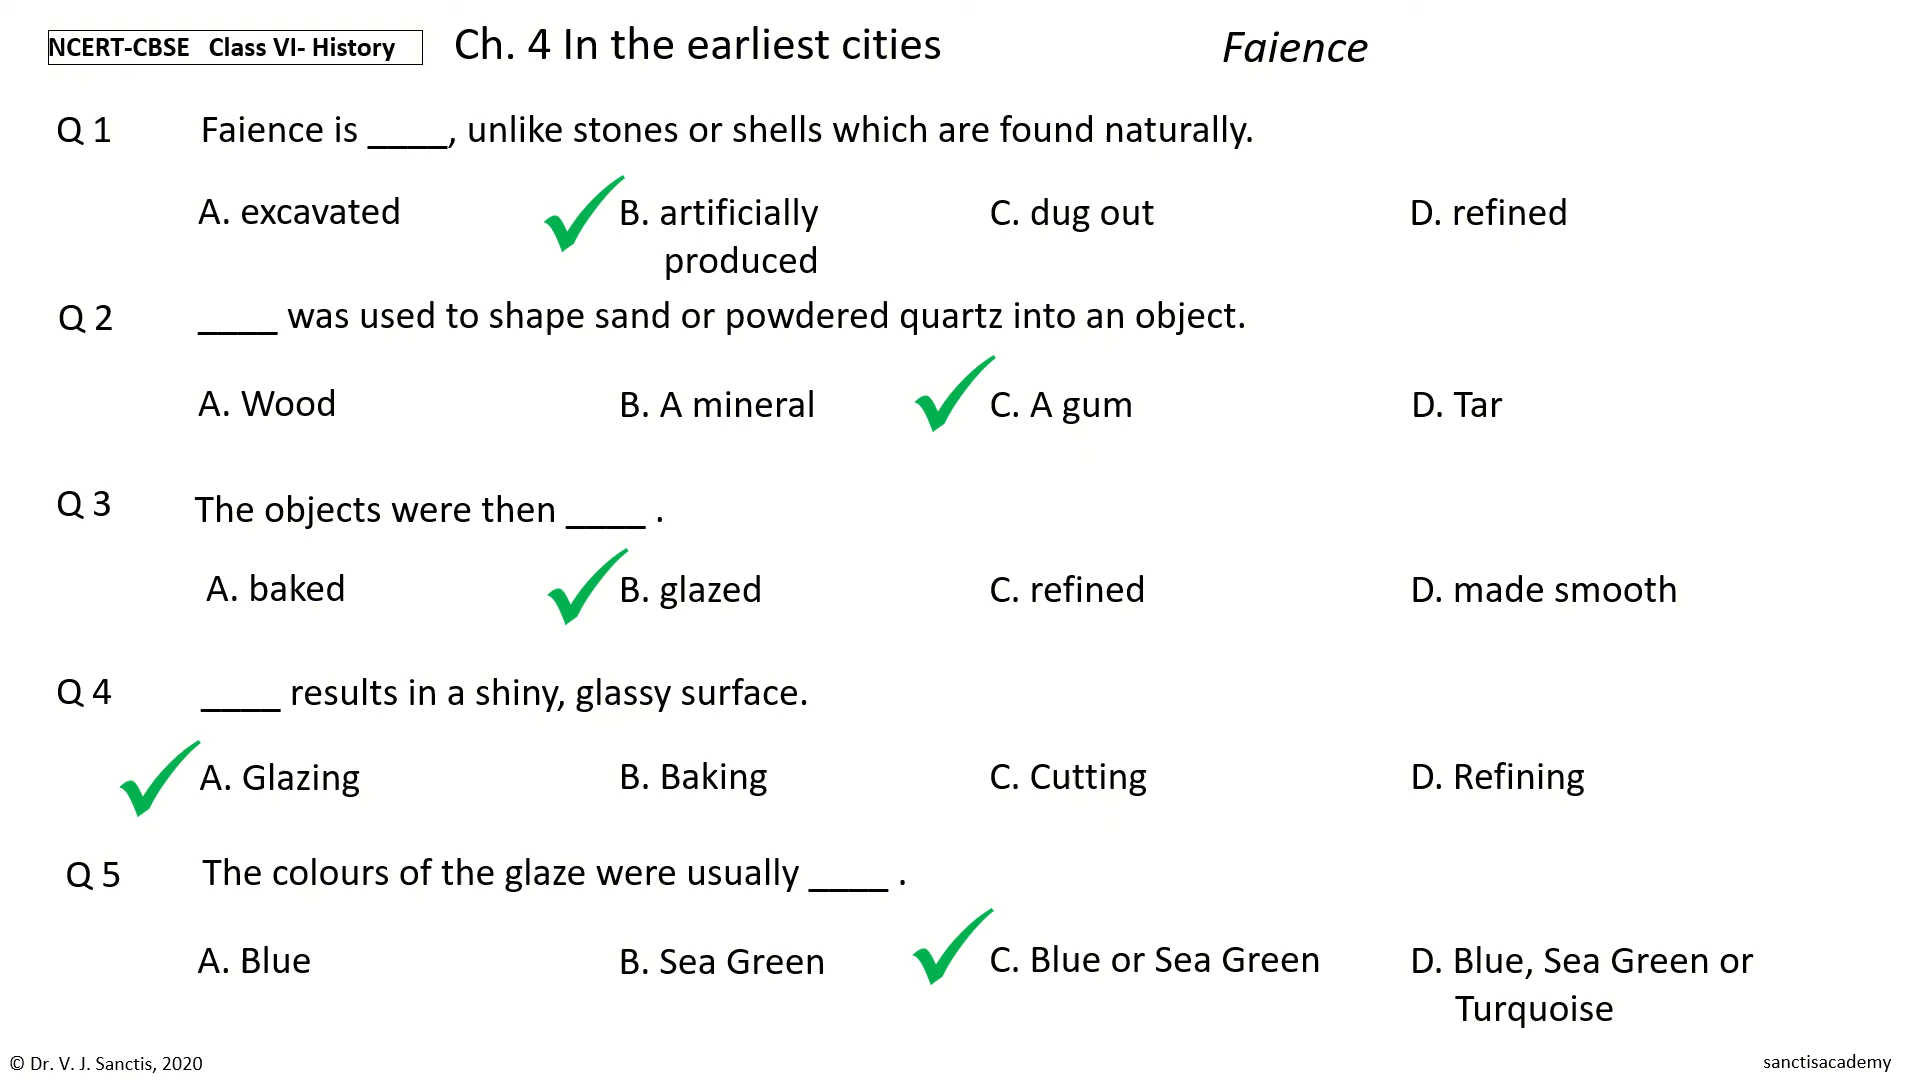 NCERT-CBSE Class VI- History Ch. 4 In the earliest cities Faience
Q 1 Faience is ____, unlike stones or shells which are found naturally.
A. excavated B. artificially C. dug out D. refined
produced
Q 2 ____ was used to shape sand or powdered quartz into an object.
A. Wood B. A mineral C. A gum D. Tar
Q 3 The objects were then ____ .
A. baked B. glazed C. refined D. made smooth
Q 4 ____ results in a shiny, glassy surface.
A. Glazing B. Baking C. Cutting D. Refining
Q 5 The colours of the glaze were usually ____ .
A. Blue B. Sea Green C. Blue or Sea Green D. Blue, Sea Green or
Turquoise
© Dr. V. J. Sanctis, 2020 sanctisacademy